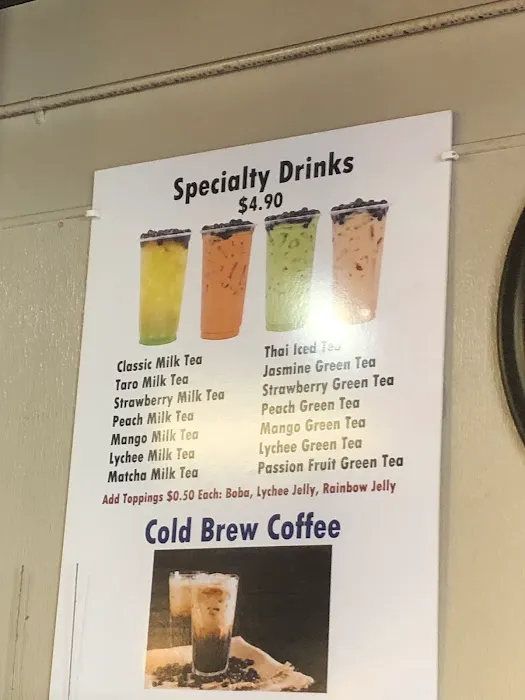 Specialty Drinks
$4.90
Classic Milk Tea
Taro Milk Tea
Strawberry Milk Tea
Peach Milk Tea
Mango Milk Tea
Lychee Milk Tea
Matcha Milk Tea
Thai Iced Tea
Jasmine Green Tea
Strawberry Green Tea
Peach Green Tea
Mango Green Tea
Lychee Green Tea
Passion Fruit Green Tea
Add Toppings $0.50 Each: Boba, Lychee Jelly, Rainbow Jelly
Cold Brew Coffee